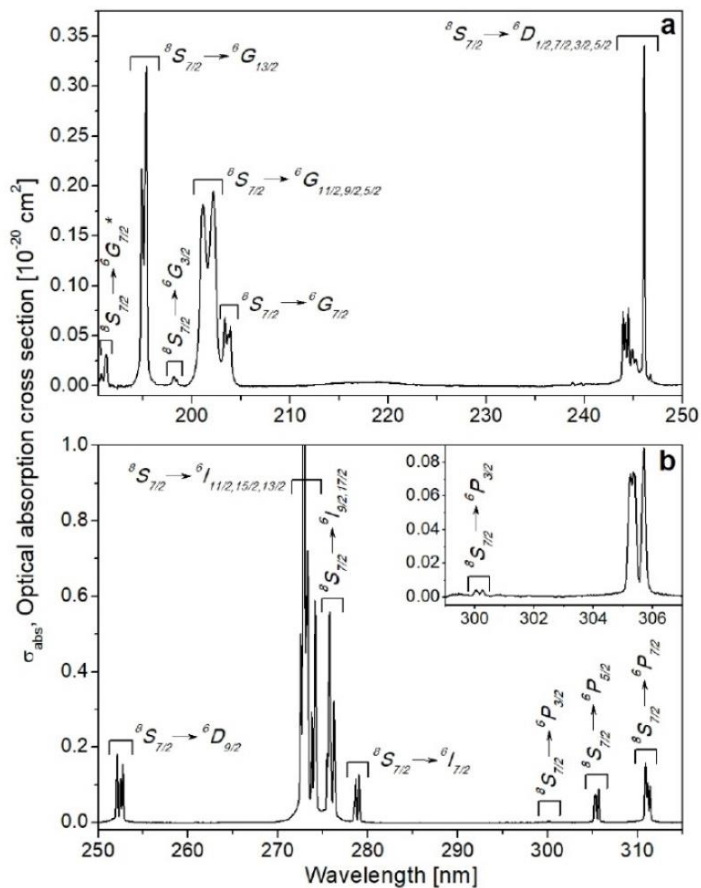 a
⁸S₇/₂ → ⁶G₁₃/₂
⁸S₇/₂ → ⁶D₁/₂,₇/₂,₃/₂,₅/₂
⁸S₇/₂ → ⁶G₁₁/₂,₉/₂,₅/₂
⁸S₇/₂ → ⁶G₇/₂*
⁸S₇/₂ → ⁶G₃/₂
⁸S₇/₂ → ⁶G₇/₂
0.35
0.30
0.25
0.20
0.15
0.10
0.05
0.00
200 210 220 230 240 250
σabs, Optical absorption cross section [10⁻²⁰ cm²]
b
⁸S₇/₂ → ⁶I₁₁/₂,₁₅/₂,₁₃/₂
⁸S₇/₂ → ⁶I₉/₂,₁₇/₂
⁸S₇/₂ → ⁶P₃/₂
0.08
0.06
0.04
0.02
0.00
300 302 304 306
⁸S₇/₂ → ⁶D₉/₂
⁸S₇/₂ → ⁶I₇/₂
⁸S₇/₂ → ⁶P₃/₂
⁸S₇/₂ → ⁶P₅/₂
⁸S₇/₂ → ⁶P₇/₂
1.0
0.8
0.6
0.4
0.2
0.0
250 260 270 280 290 300 310
Wavelength [nm]